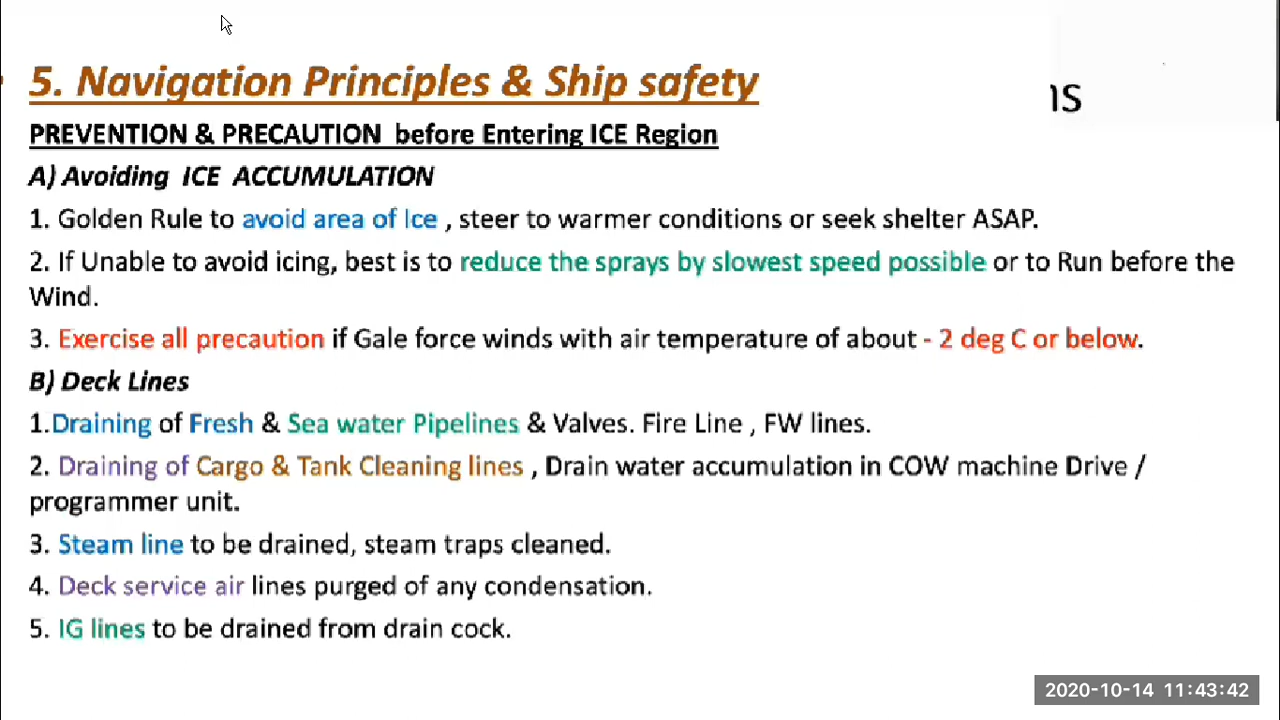 5. Navigation Principles & Ship safety
PREVENTION & PRECAUTION before Entering ICE Region
A) Avoiding ICE ACCUMULATION
1. Golden Rule to avoid area of Ice , steer to warmer conditions or seek shelter ASAP.
2. If Unable to avoid icing, best is to reduce the sprays by slowest speed possible or to Run before the
Wind.
3. Exercise all precaution if Gale force winds with air temperature of about - 2 deg C or below.
B) Deck Lines
1.Draining of Fresh & Sea water Pipelines & Valves. Fire Line , FW lines.
2. Draining of Cargo & Tank Cleaning lines , Drain water accumulation in COW machine Drive /
programmer unit.
3. Steam line to be drained, steam traps cleaned.
4. Deck service air lines purged of any condensation.
5. IG lines to be drained from drain cock.
2020-10-14 11:43:42